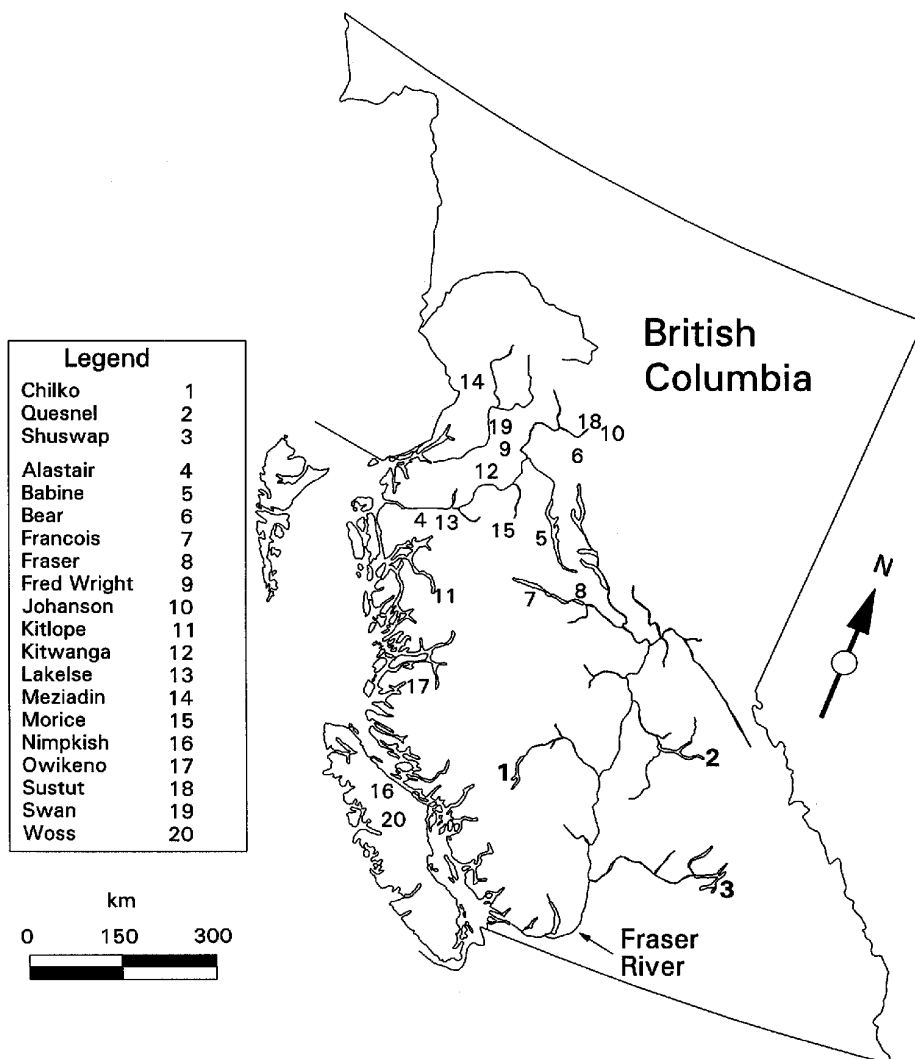 British
Columbia
Legend
Chilko 1
Quesnel 2
Shuswap 3
Alastair 4
Babine 5
Bear 6
Francois 7
Fraser 8
Fred Wright 9
Johanson 10
Kitlope 11
Kitwanga 12
Lakelse 13
Meziadin 14
Morice 15
Nimpkish 16
Owikeno 17
Sustut 18
Swan 19
Woss 20
14
19
18
10
9
6
12
4
13
15
5
11
7
8
N
17
1
2
16
20
3
km
0 150 300
Fraser
River